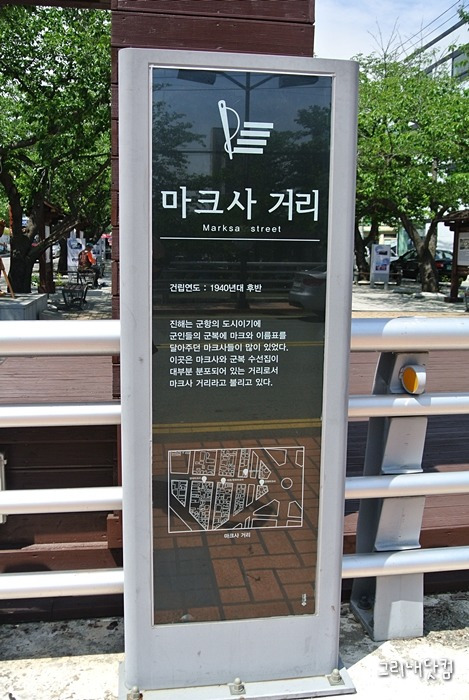 마크사 거리
Marksa street
건립연도 : 1940년대 후반
진해는 군항의 도시이기에
군인들의 군복에 마크와 이름표를
달아주던 마크사들이 많이 있었다.
이곳은 마크사와 군복 수선집이
대부분 분포되어 있는 거리로서
마크사 거리라고 불리고 있다.
마크사 거리
그리내닷컴